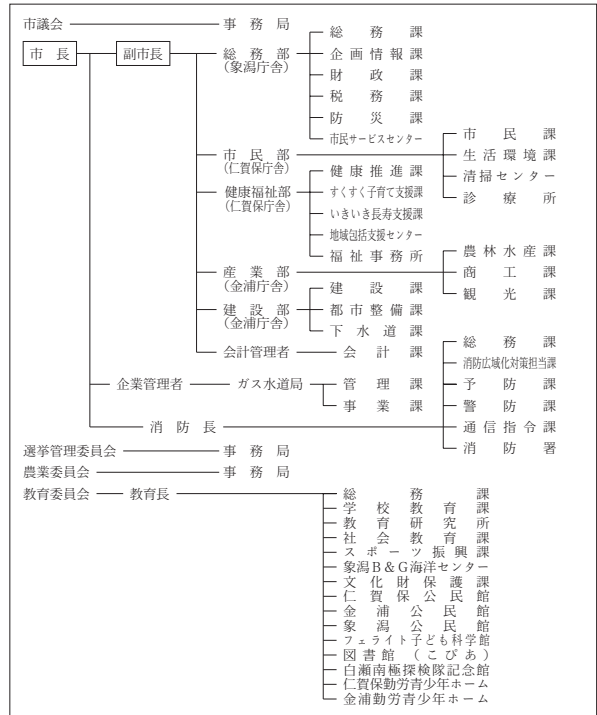 市議会 事務局
市長 副市長 総務部 総務課
(象潟庁舎) 企画情報課
財政課
税務課
防災課
市民サービスセンター
市民部 市民課
(仁賀保庁舎) 生活環境課
清掃センター
診療所
健康福祉部 健康推進課
(仁賀保庁舎) すくすく子育て支援課
いきいき長寿支援課
地域包括支援センター
福祉事務所
産業部 農林水産課
(金浦庁舎) 商工課
観光課
建設部 建設課
(金浦庁舎) 都市整備課
下水道課
会計管理者 会計課
企業管理者 ガス水道局 管理課
事業課
消防長 総務課
消防広域化対策担当課
予防課
警防課
通信指令課
消防署
選挙管理委員会 事務局
農業委員会 事務局
教育委員会 教育長 総務課
学校教育課
教育研究所
社会教育課
スポーツ振興課
象潟B&G海洋センター
文化財保護課
仁賀保公民館
金浦公民館
象潟公民館
フェライト子ども科学館
図書館(こぴあ)
白瀬南極探検隊記念館
仁賀保勤労青少年ホーム
金浦勤労青少年ホーム